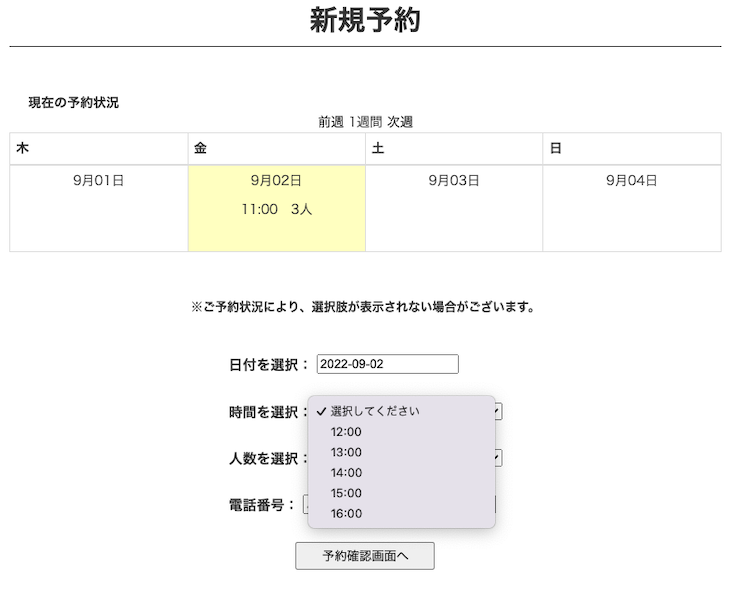 新規予約
現在の予約状況
前週 1週間 次週
木 金 土 日
9月01日 9月02日 9月03日 9月04日
11:00 3人
※ご予約状況により、選択肢が表示されない場合がございます。
日付を選択： 2022-09-02
時間を選択： ✓ 選択してください
12:00
13:00
14:00
15:00
16:00
人数を選択：
電話番号：
予約確認画面へ